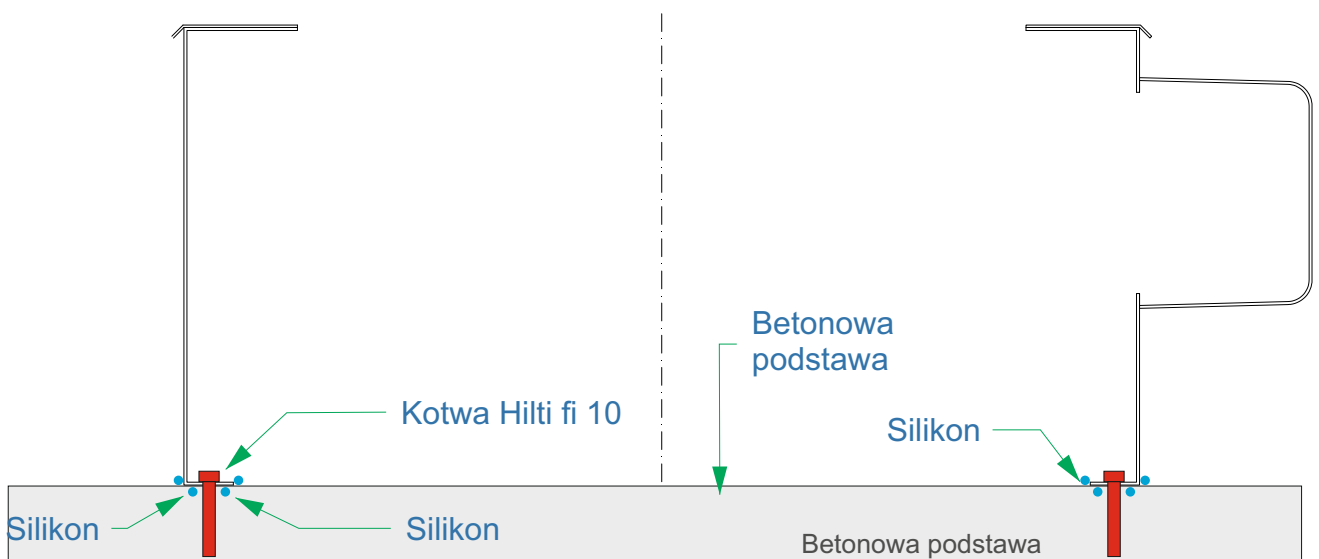 Betonowa
podstawa
Kotwa Hilti fi 10
Silikon
Silikon
Silikon
Betonowa podstawa